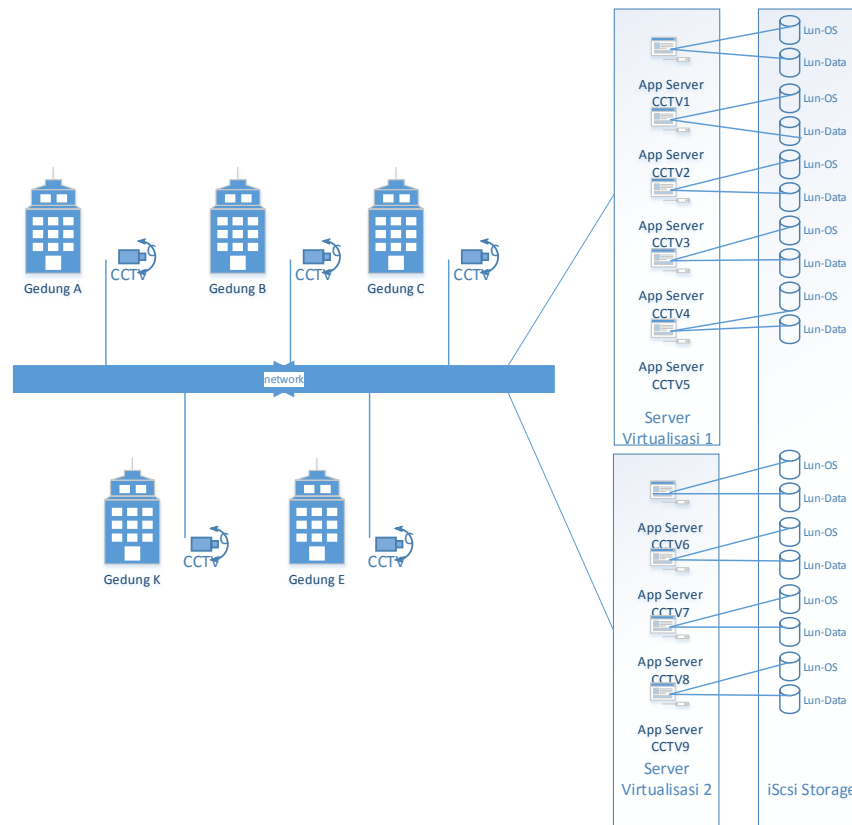 Gedung A
CCTV
Gedung B
CCTV
Gedung C
CCTV
network
Gedung K
CCTV
Gedung E
CCTV
App Server
CCTV1
App Server
CCTV2
App Server
CCTV3
App Server
CCTV4
App Server
CCTV5
Server
Virtualisasi 1
App Server
CCTV6
App Server
CCTV7
App Server
CCTV8
App Server
CCTV9
Server
Virtualisasi 2
Lun-OS
Lun-Data
Lun-OS
Lun-Data
Lun-OS
Lun-Data
Lun-OS
Lun-Data
Lun-OS
Lun-Data
Lun-OS
Lun-Data
Lun-OS
Lun-Data
Lun-OS
Lun-Data
Lun-OS
Lun-Data
iScsi Storage